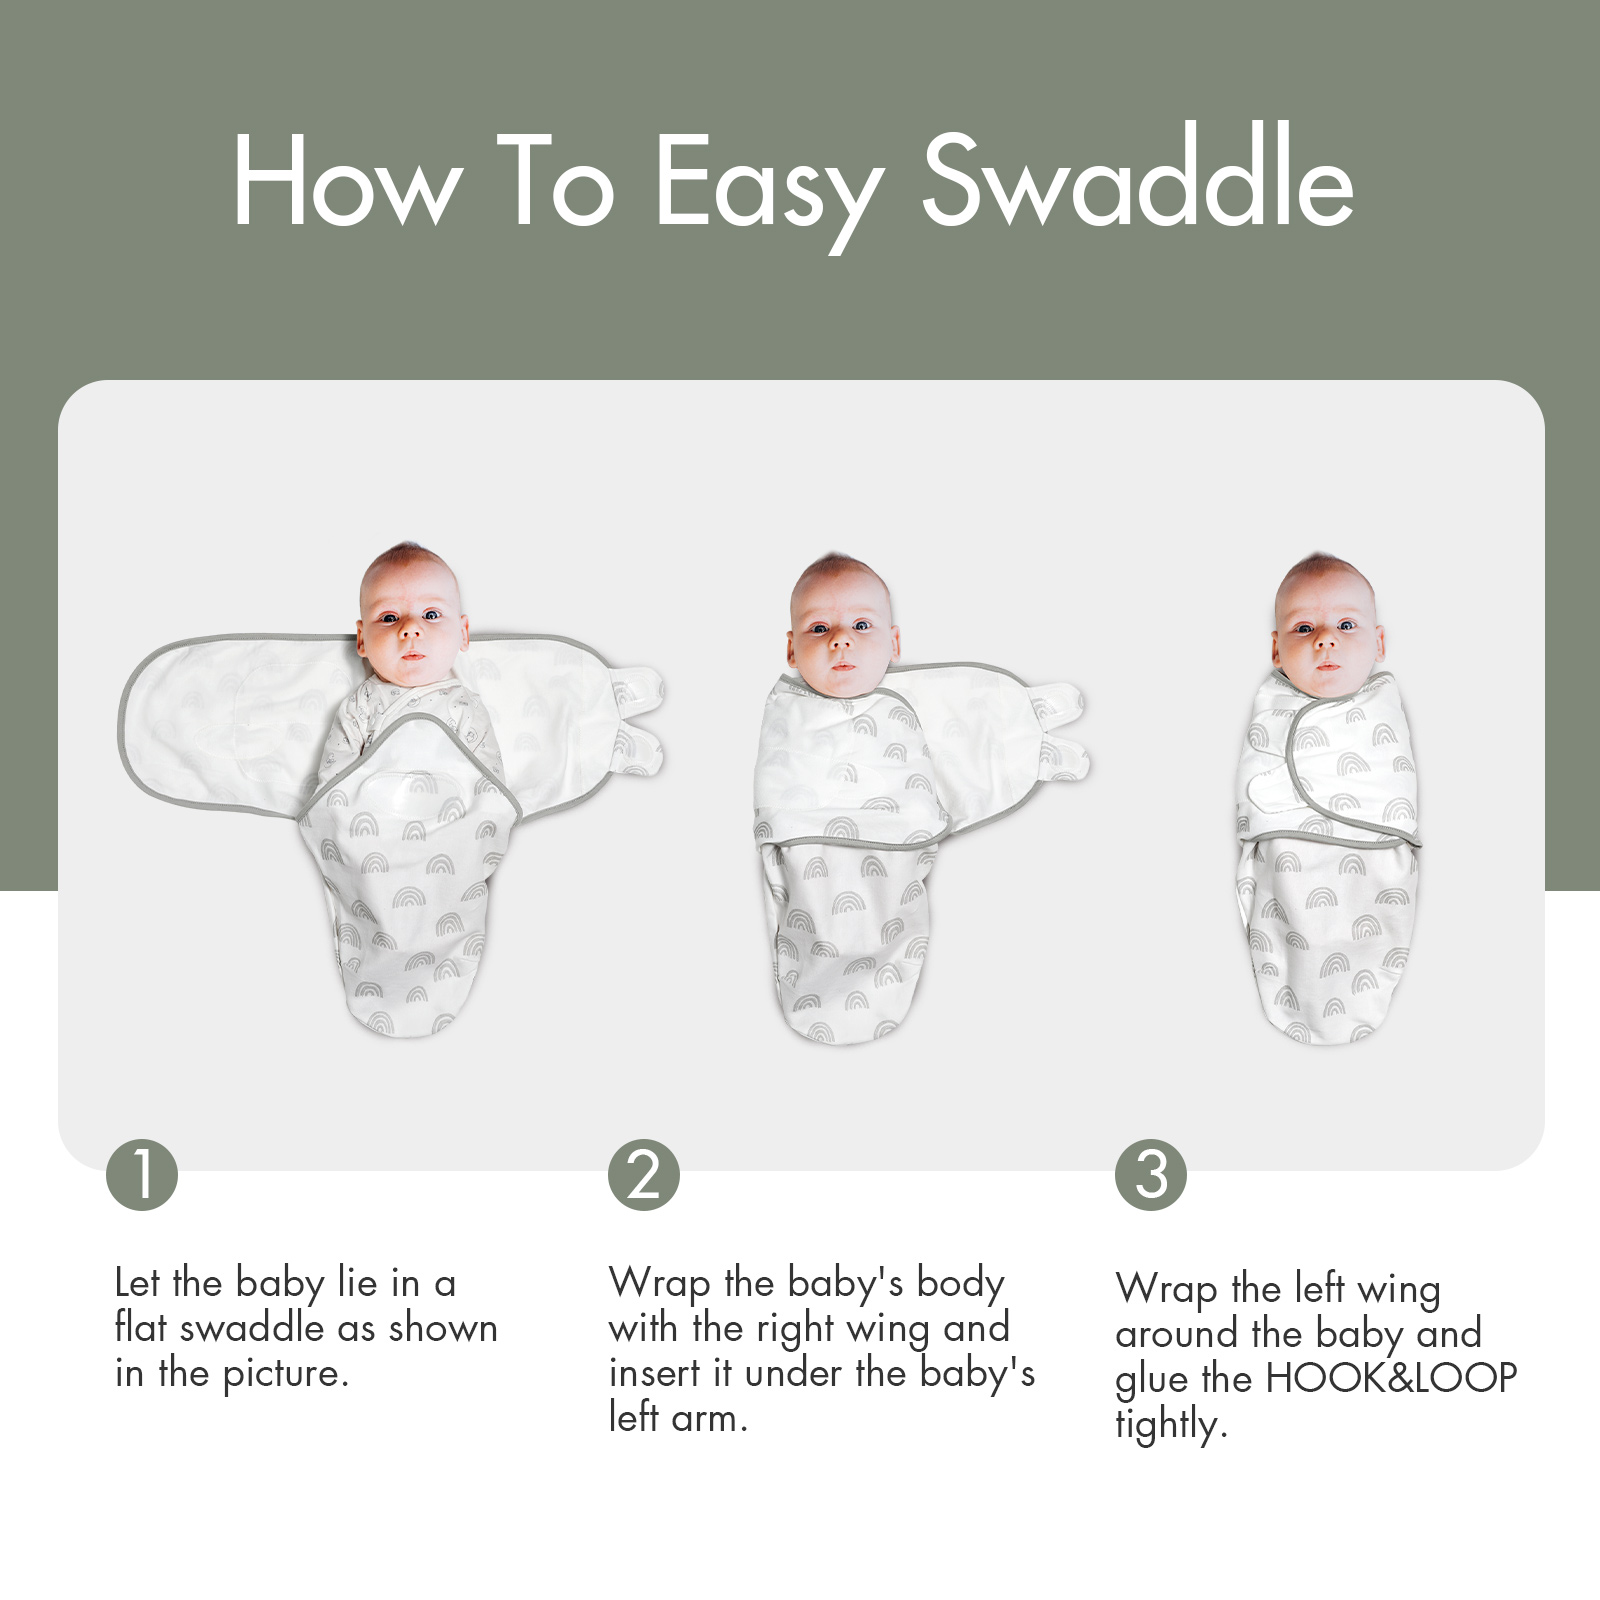 How To Easy Swaddle
1
Let the baby lie in a
flat swaddle as shown
in the picture.
2
Wrap the baby's body
with the right wing and
insert it under the baby's
left arm.
3
Wrap the left wing
around the baby and
glue the HOOK&LOOP
tightly.